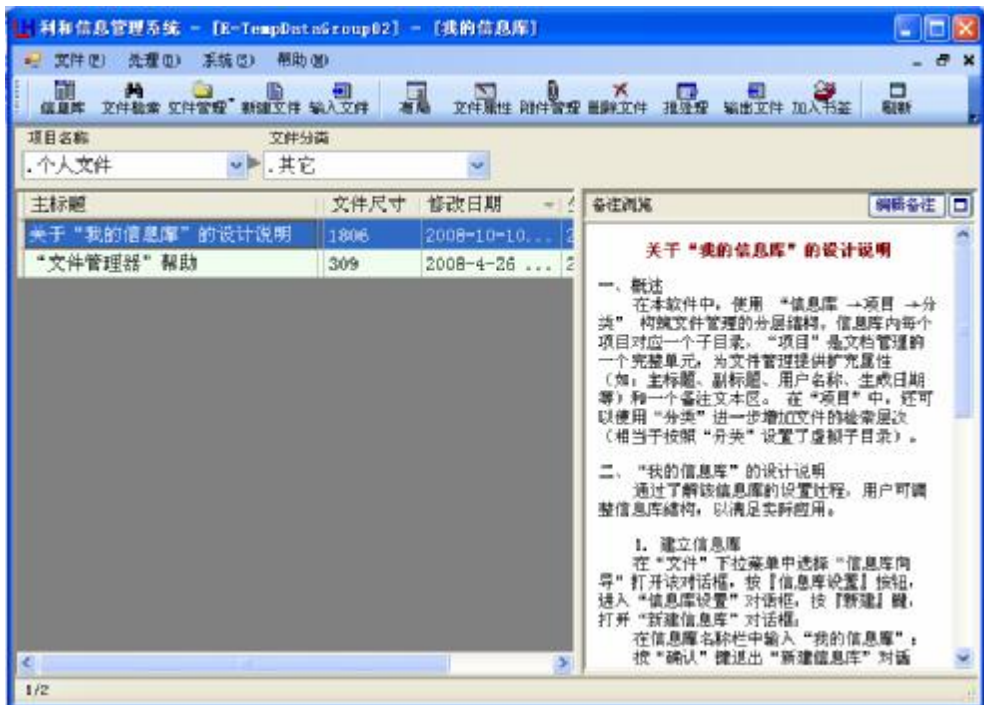 利和信息管理系统 - [E-TempDataGroup02] - [我的信息库]
文件(F) 处理(D) 系统(S) 帮助(H)
信息库 文件检索 文件管理 新建文件 输入文件 布局 文件属性 附件管理 删除文件 批处理 输出文件 加入书签 刷新
项目名称 文件分类
.个人文件 .其它
主标题 文件尺寸 修改日期
备注浏览 编辑备注
关于“我的信息库”的设计说明 1806 2008-10-10... 2
“文件管理器”帮助 309 2008-4-26 ... 2
关于“我的信息库”的设计说明
一、概述
在本软件中，使用 “信息库 →项目 →分
类” 构筑文件管理的分层结构。信息库内每个
项目对应一个子目录。“项目”是文档管理的
一个完整单元，为文件管理提供扩充属性
（如：主标题、副标题、用户名称、生成日期
等）和一个备注文本区。 在“项目”中，还可
以使用“分类”进一步增加文件的检索层次
（相当于按照“分类”设置了虚拟子目录）。
二、“我的信息库”的设计说明
通过了解该信息库的设置过程，用户可调
整信息库结构，以满足实际应用。
1. 建立信息库
在“文件”下拉菜单中选择“信息库向
导”打开该对话框，按『信息库设置』按钮，
进入“信息库设置”对话框，按『新建』键，
打开“新建信息库”对话框；
在信息库名称栏中输入“我的信息库”；
按“确认”键退出“新建信息库”对话
1/2